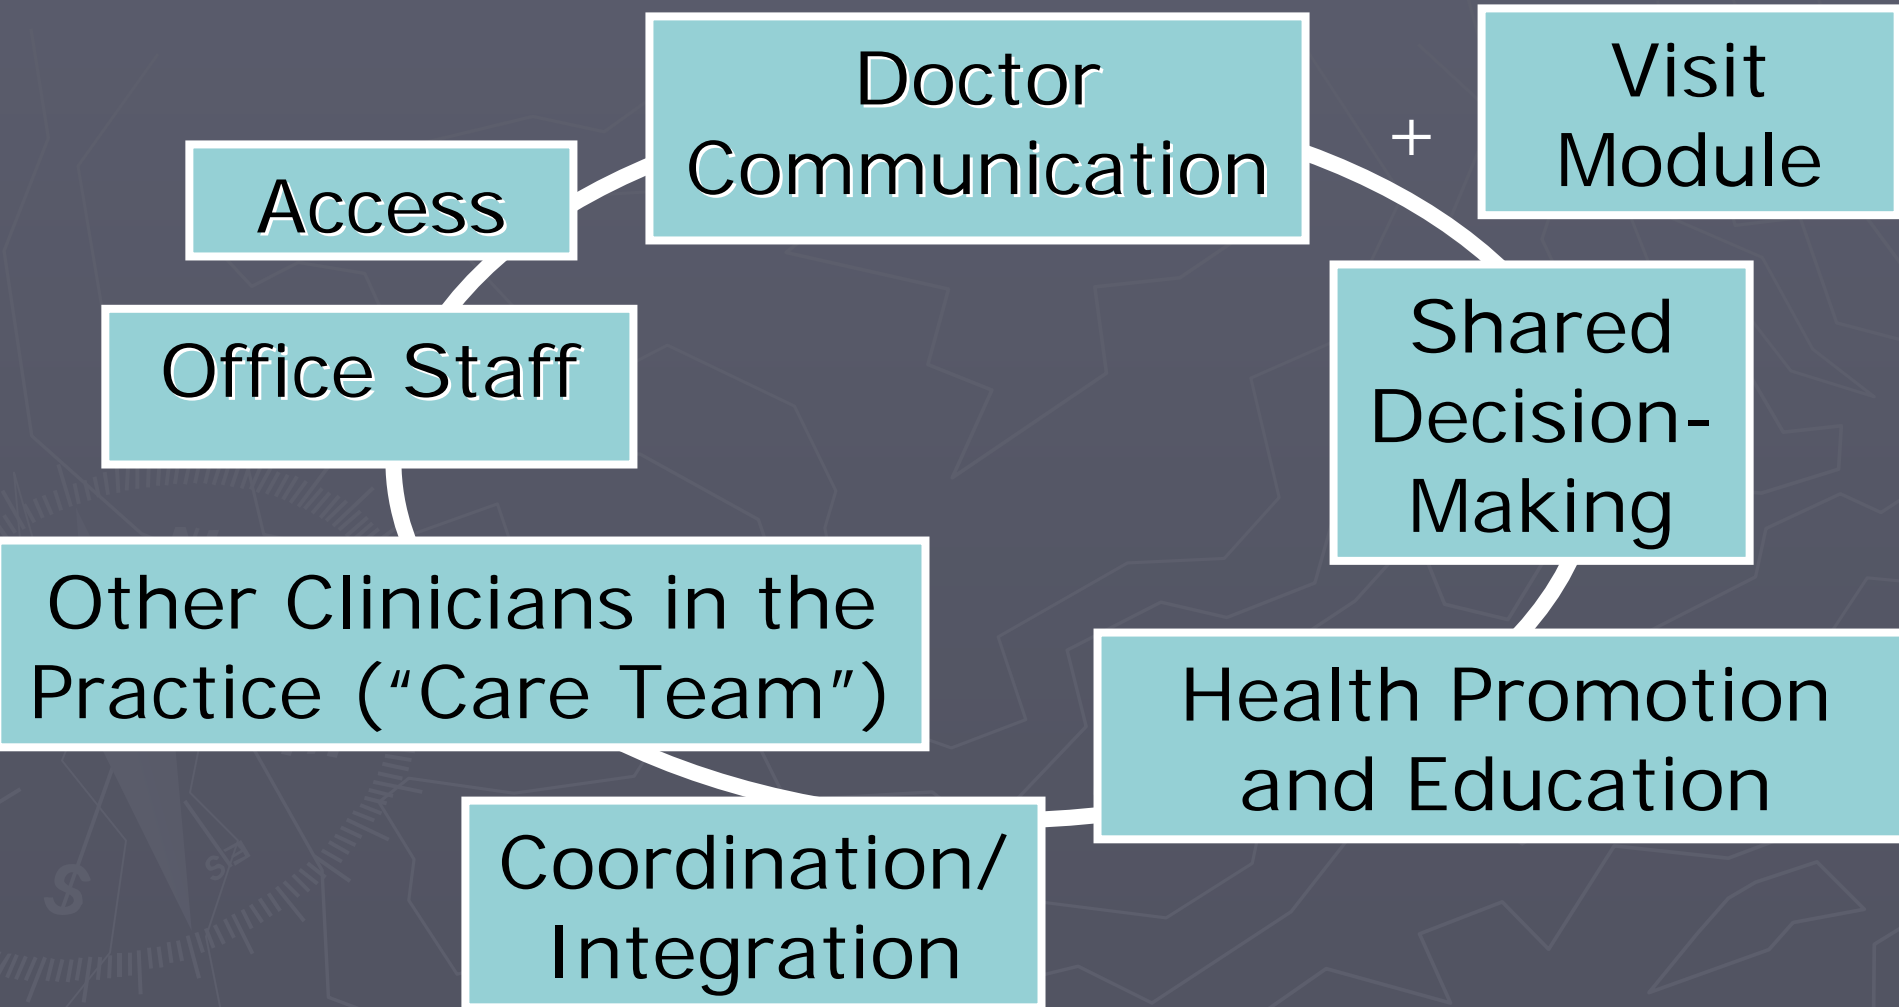 Doctor
Communication
+
Visit
Module
Access
Office Staff
Shared
Decision-
Making
Other Clinicians in the
Practice (“Care Team”)
Health Promotion
and Education
Coordination/
Integration